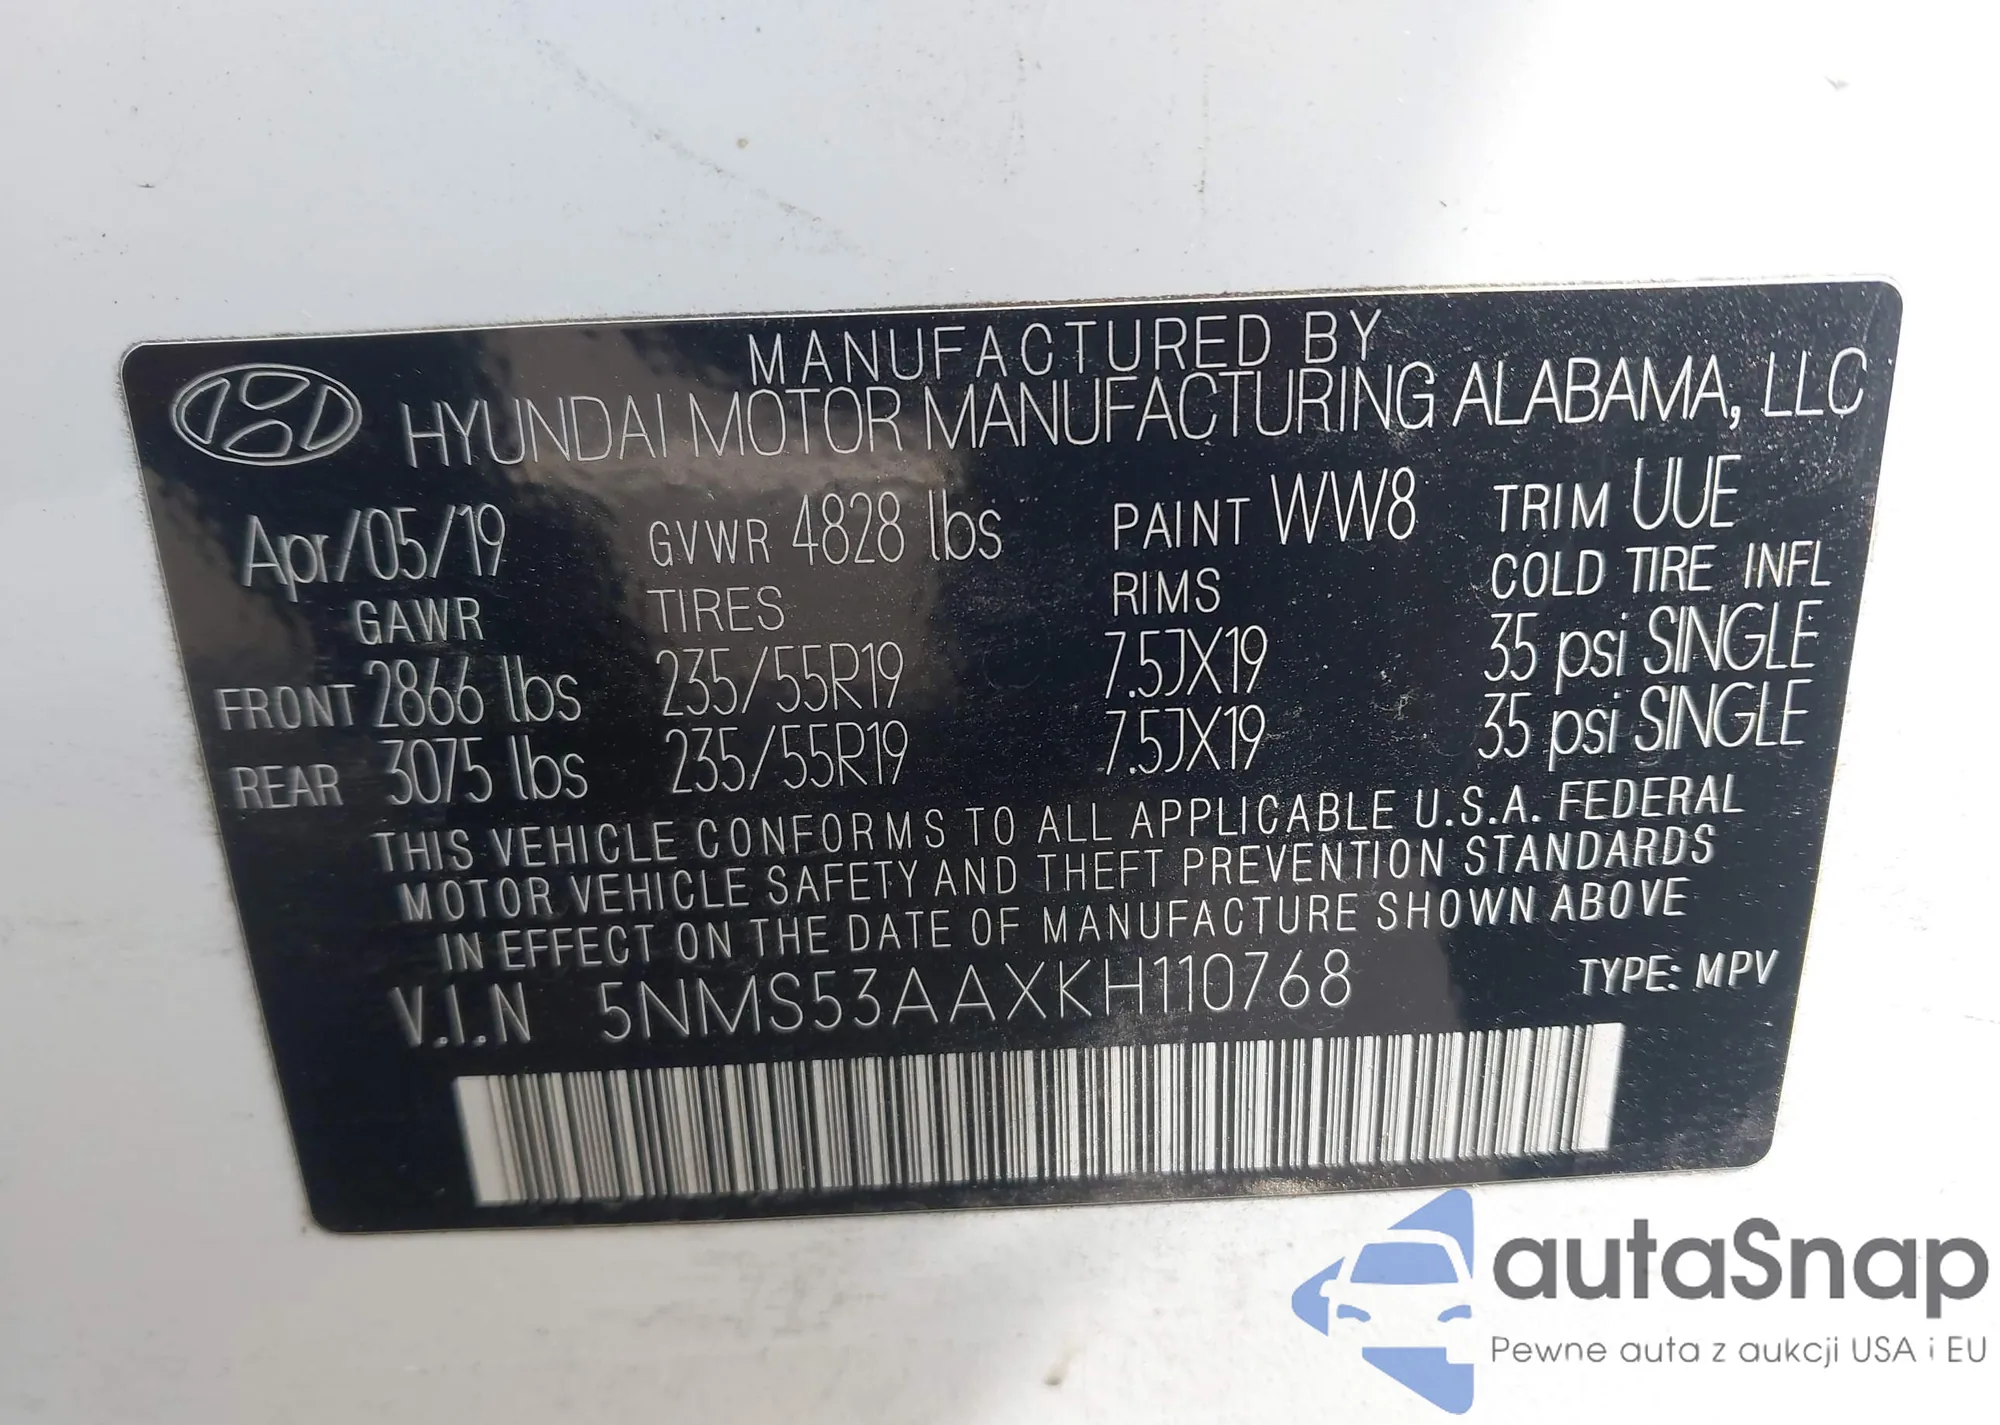 MANUFACTURED BY
HYUNDAI MOTOR MANUFACTURING ALABAMA, LLC
Apr/05/19 GVWR 4828 lbs PAINT WW8 TRIM UUE
GAWR TIRES RIMS COLD TIRE INFL
FRONT 2866 lbs 235/55R19 7.5JX19 35 psi SINGLE
REAR 3075 lbs 235/55R19 7.5JX19 35 psi SINGLE
THIS VEHICLE CONFORMS TO ALL APPLICABLE U.S.A. FEDERAL
MOTOR VEHICLE SAFETY AND THEFT PREVENTION STANDARDS
IN EFFECT ON THE DATE OF MANUFACTURE SHOWN ABOVE
V.I.N 5NMS53AAXKH110768 TYPE: MPV
autaSnap
Pewne auta z aukcji USA i EU